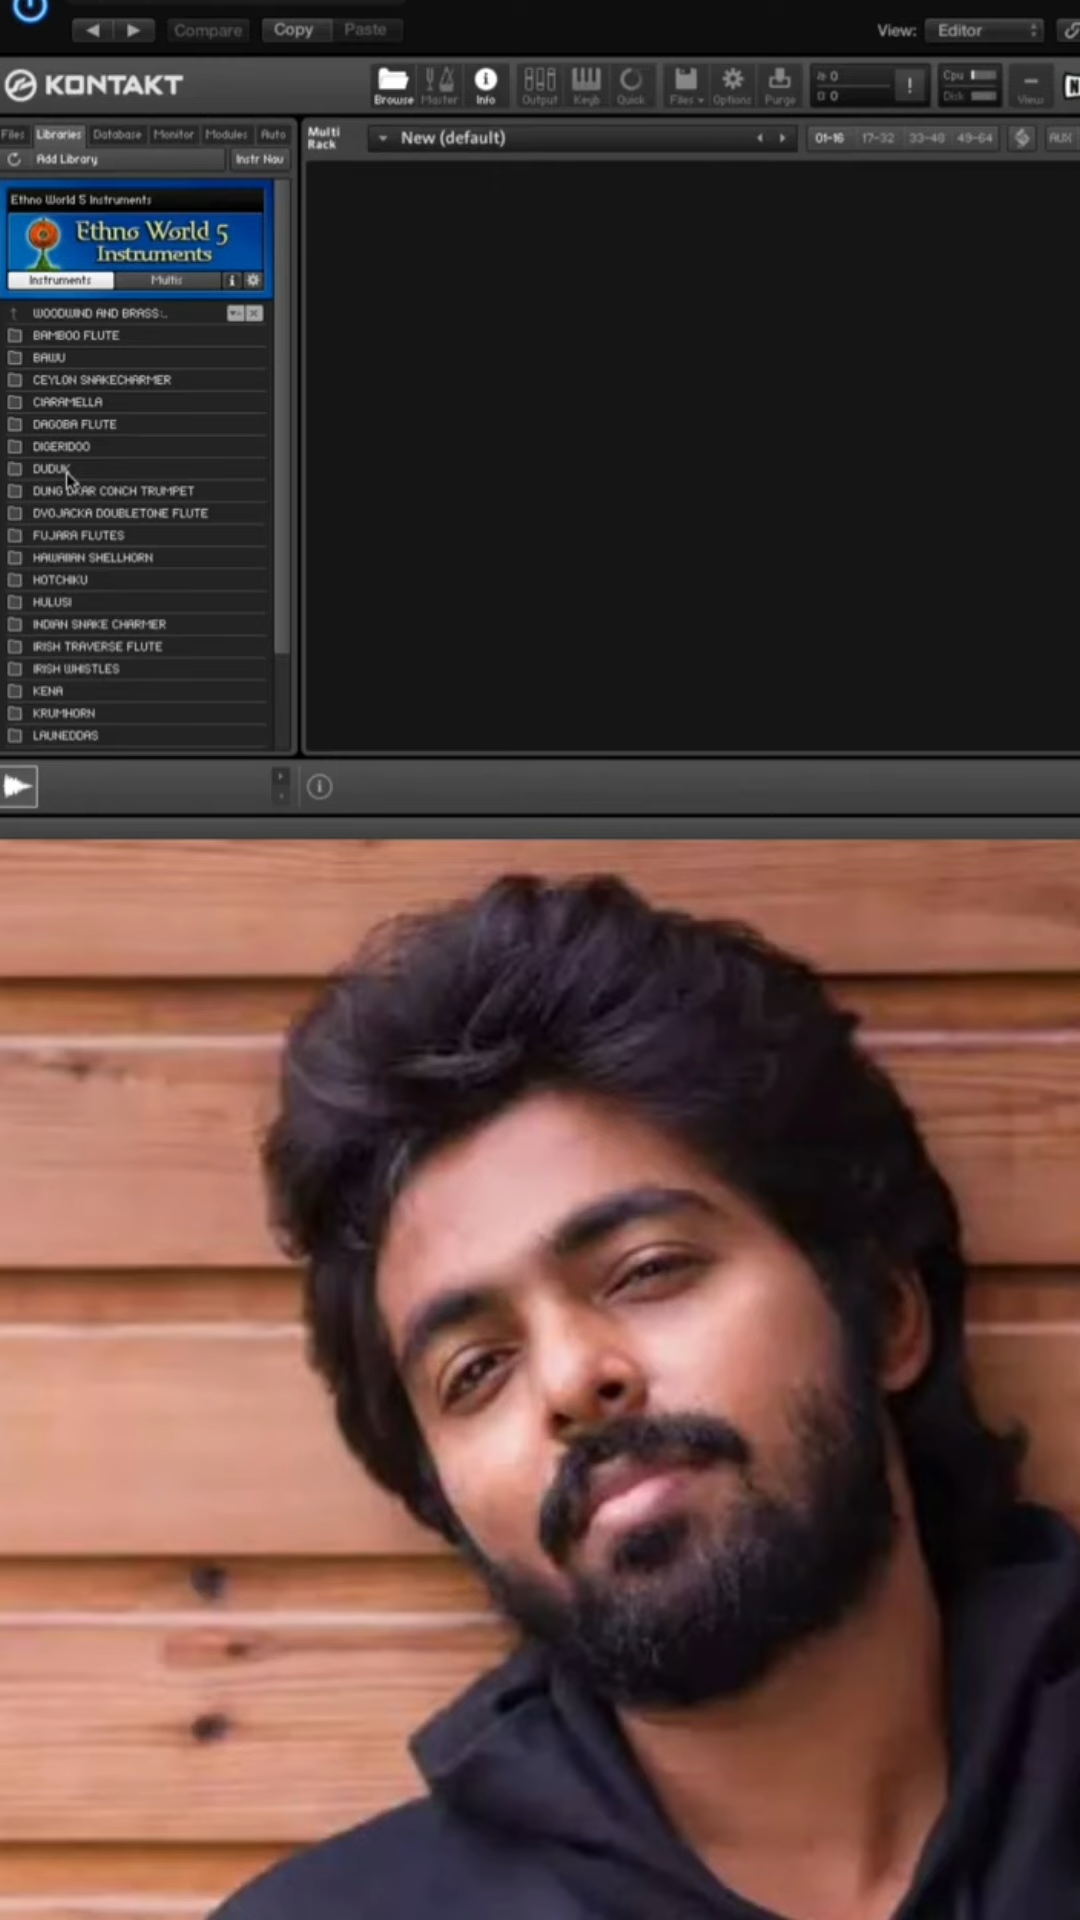 Compare Copy Paste View: Editor
KONTAKT
Browse Master Info Output Keyb Quick Files Options Purge
0
0
!
Cpu
Disk
View
Files Libraries Database Monitor Modules Auto
Multi
Rack
New (default)
01-16 17-32 33-48 49-64 AUX
Add Library Instr Nav
Ethno World 5 Instruments
Ethno World 5
Instruments
Instruments Multis i
WOODWIND AND BRASS:..
BAMBOO FLUTE
BAWU
CEYLON SNAKECHARMER
CIARAMELLA
DAGOBA FLUTE
DIGERIDOO
DUDUK
DUNG DKAR CONCH TRUMPET
DVOJACKA DOUBLETONE FLUTE
FUJARA FLUTES
HAWAIIAN SHELLHORN
HOTCHIKU
HULUSI
INDIAN SNAKE CHARMER
IRISH TRAVERSE FLUTE
IRISH WHISTLES
KENA
KRUMHORN
LAUNEDDAS
i